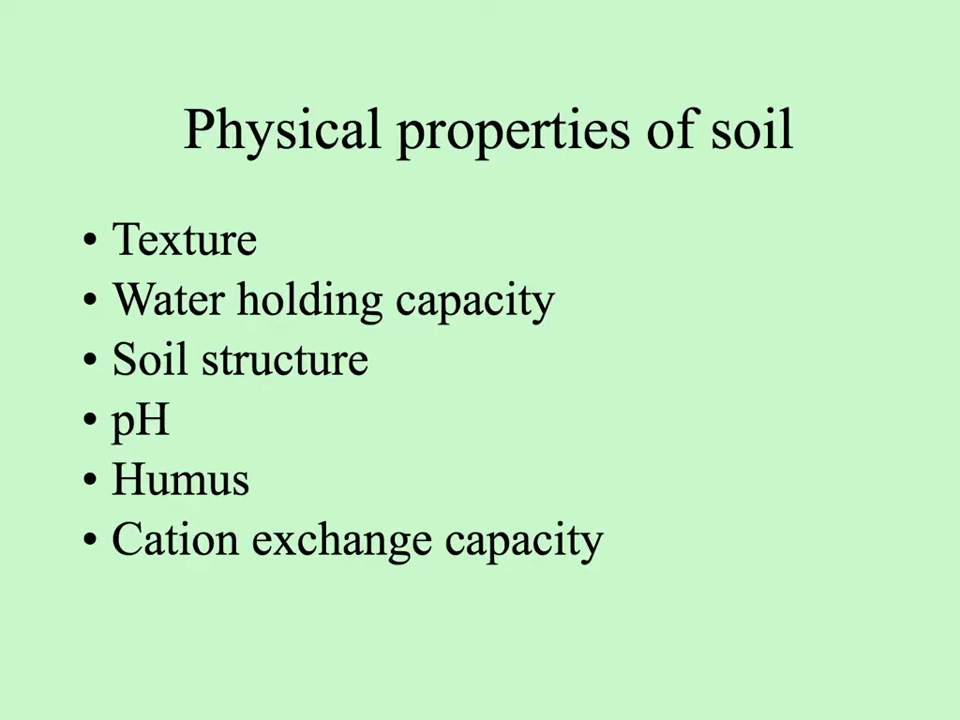 Physical properties of soil
• Texture
• Water holding capacity
• Soil structure
• pH
• Humus
• Cation exchange capacity